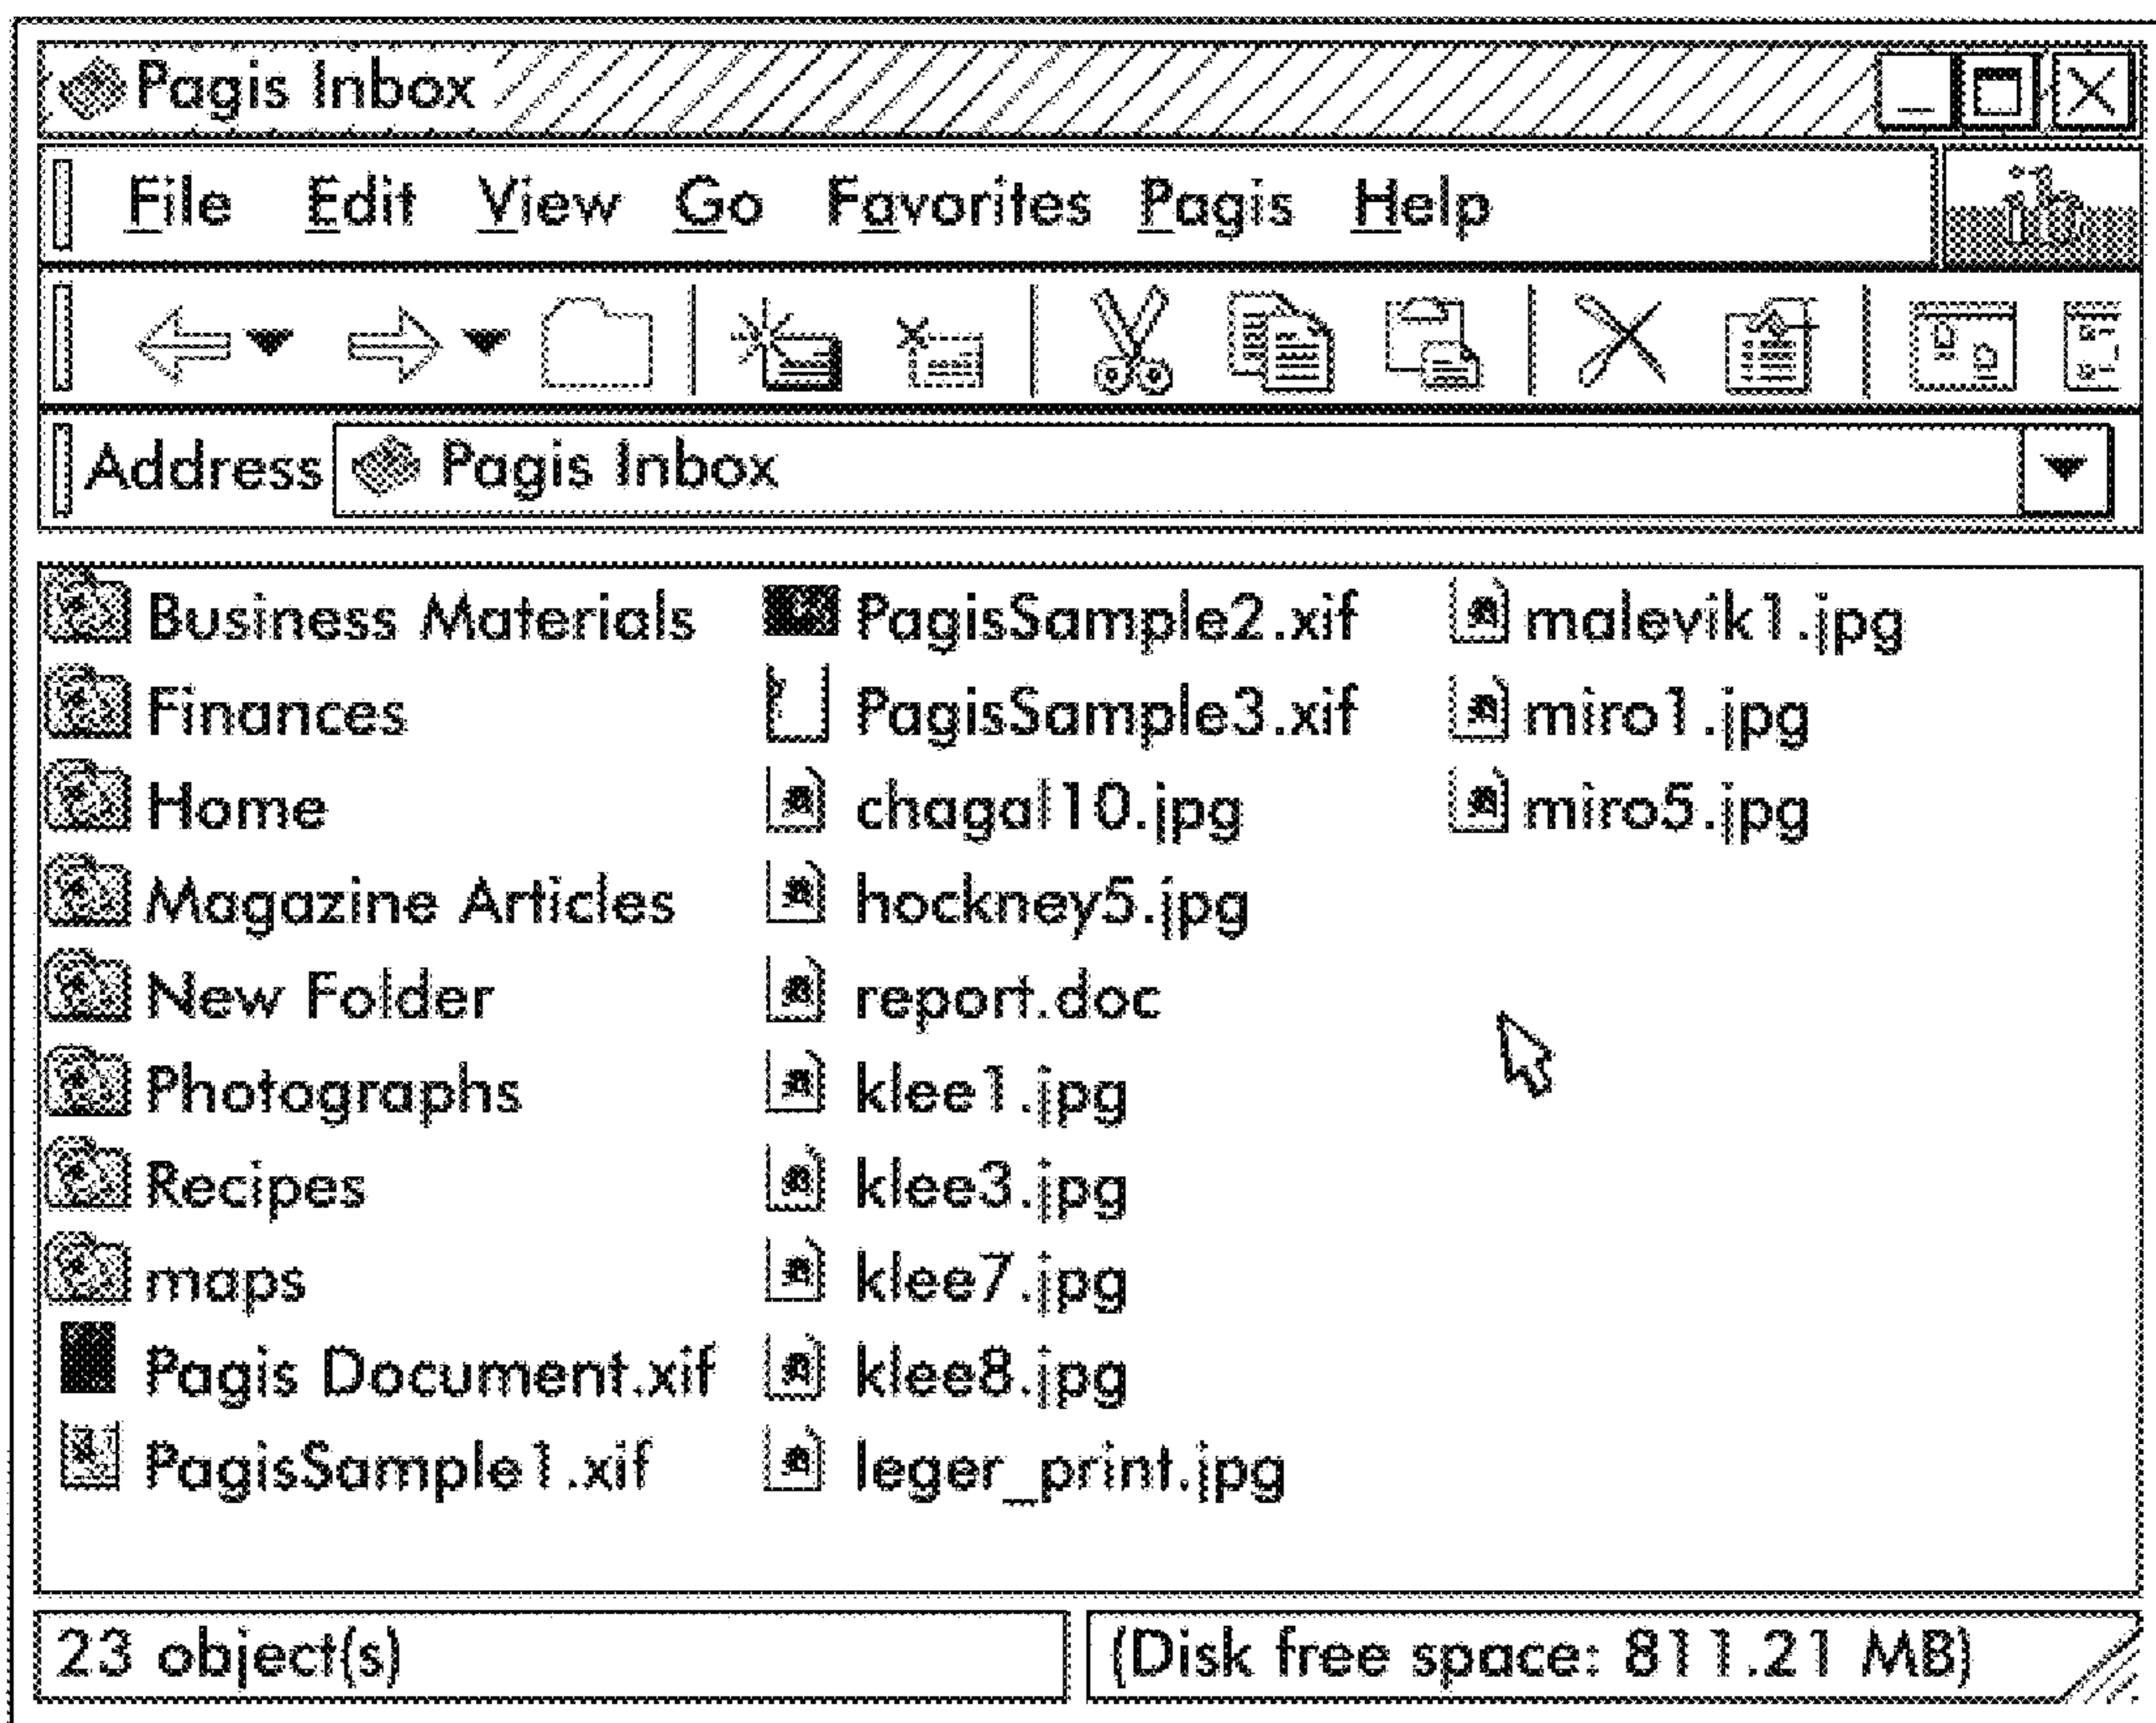 Pagis Inbox
File Edit View Go Favorites Pagis Help
Address Pagis Inbox
Business Materials
Finances
Home
Magazine Articles
New Folder
Photographs
Recipes
maps
Pagis Document.xif
PagisSample1.xif
PagisSample2.xif
PagisSample3.xif
chagal10.jpg
hockney5.jpg
report.doc
klee1.jpg
klee3.jpg
klee7.jpg
klee8.jpg
leger_print.jpg
malevik1.jpg
miro1.jpg
miro5.jpg
23 object(s)
(Disk free space: 811.21 MB)